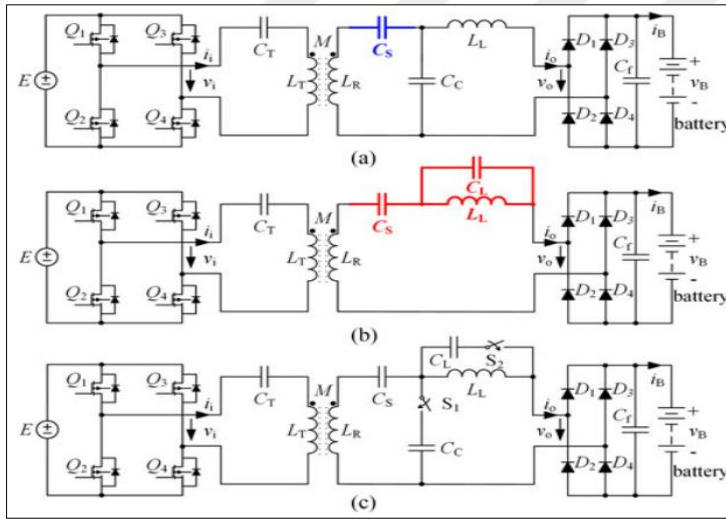 Q1 Q3 CT M CS LL io D1 D3 iB
E ii vi LT LR CC vo Cf + vB - battery
Q2 Q4 D2 D4
(a)
CL
Q1 Q3 CT M CS LL io D1 D3 iB
E ii vi LT LR vo Cf + vB - battery
Q2 Q4 D2 D4
(b)
CL S2
Q1 Q3 CT M CS LL io D1 D3 iB
E ii vi LT LR S1 vo Cf + vB - battery
Q2 Q4 CC D2 D4
(c)